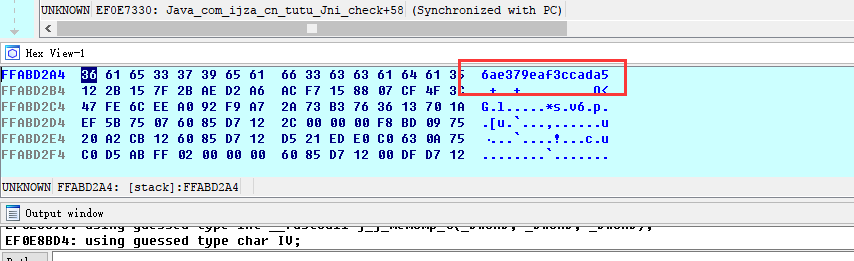 UNKNOWN EF0E7330: Java_com_ijza_cn_tutu_Jni_check+58 (Synchronized with PC)
Hex View-1
FFABD2A4 36 61 65 33 37 39 65 61 66 33 63 63 61 64 61 35 6ae379eaf3ccada5
FFABD2B4 12 2B 15 7F 2B AE D2 A6 AC F7 15 88 07 CF 4F 3C .+..+.........O<
FFABD2C4 47 FE 6C EE A0 92 F9 A7 2A 73 B3 76 36 13 70 1A G.l.....*s.v6.p.
FFABD2D4 EF 5B 75 07 60 85 D7 12 2C 00 00 00 F8 BD 09 75 .[u.`...,......u
FFABD2E4 20 A2 CB 12 60 85 D7 12 D5 21 ED E0 C0 63 0A 75 ....`....!...c.u
FFABD2F4 C0 D5 AB FF 02 00 00 00 60 85 D7 12 00 DF D7 12 ........`.......
UNKNOWN FFABD2A4: [stack]:FFABD2A4
Output window
EF0E8BD4: using guessed type char IV;